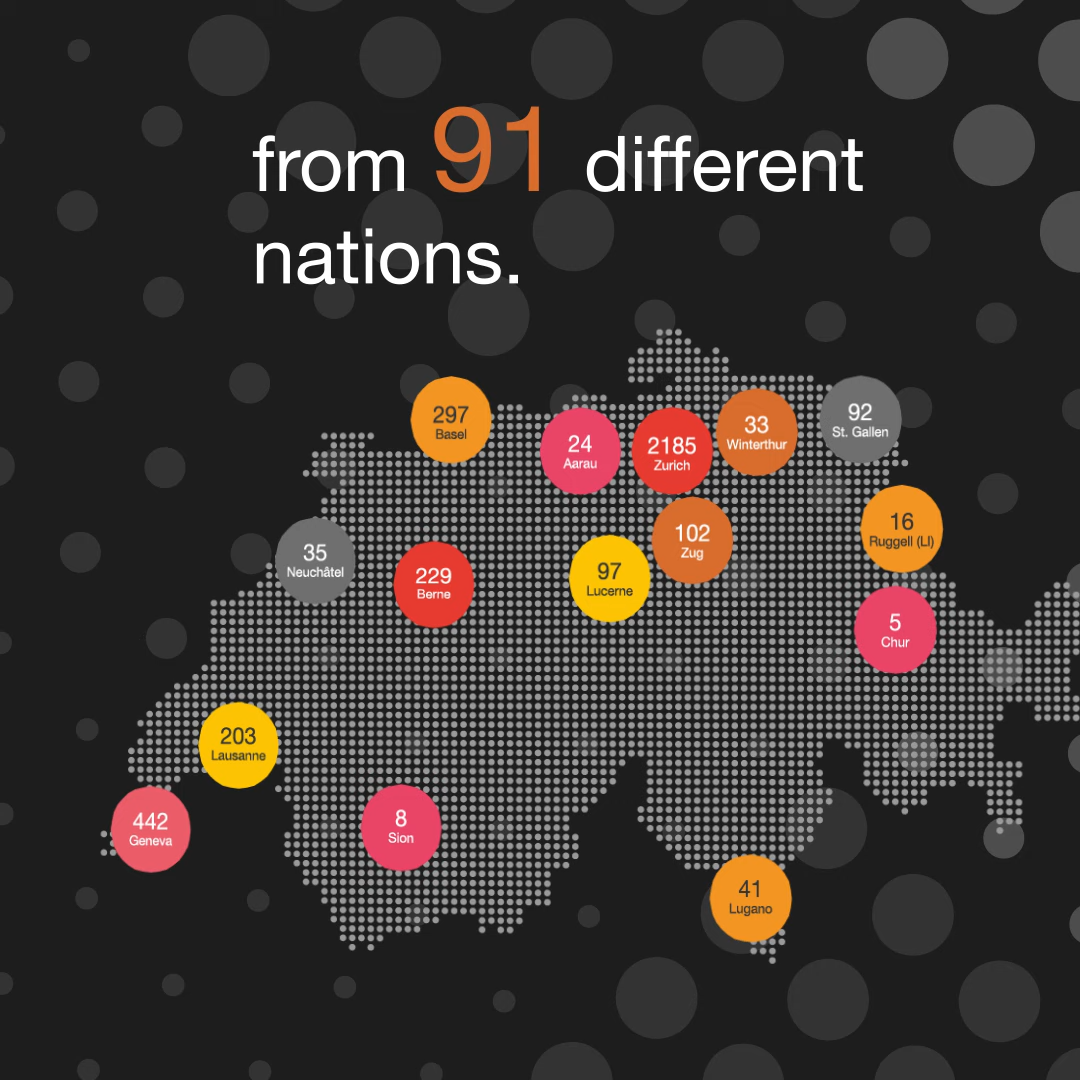 from 91 different
nations.
297
Basel
24
Aarau
2185
Zurich
33
Winterthur
92
St. Gallen
16
Ruggell (LI)
102
Zug
35
Neuchâtel
229
Berne
97
Lucerne
5
Chur
203
Lausanne
442
Geneva
8
Sion
41
Lugano